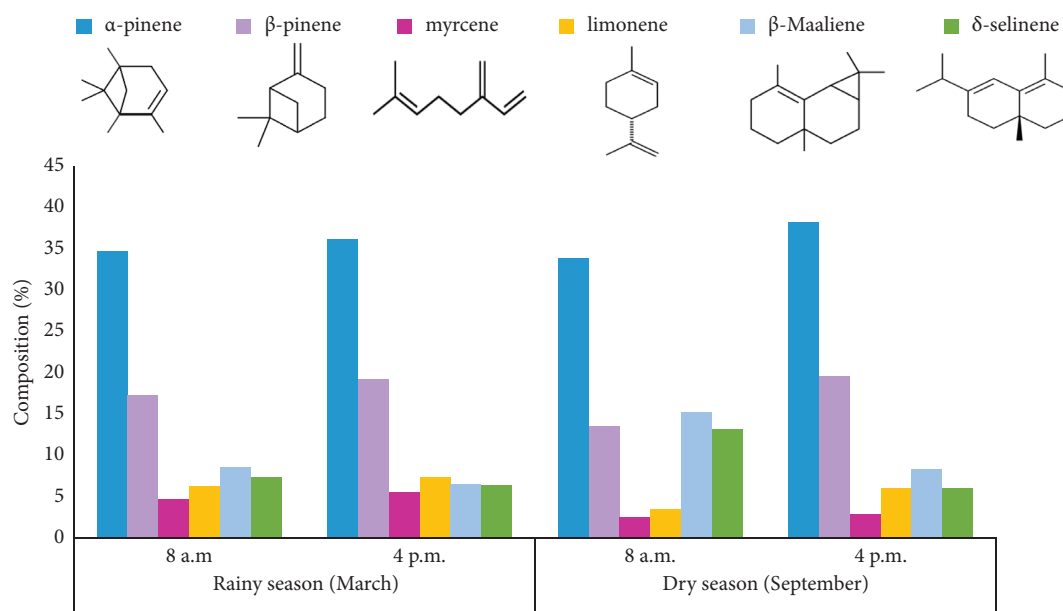 α-pinene
β-pinene
myrcene
limonene
β-Maaliene
δ-selinene
Composition (%)
45
40
35
30
25
20
15
10
5
0
8 a.m
4 p.m.
8 a.m.
4 p.m.
Rainy season (March)
Dry season (September)